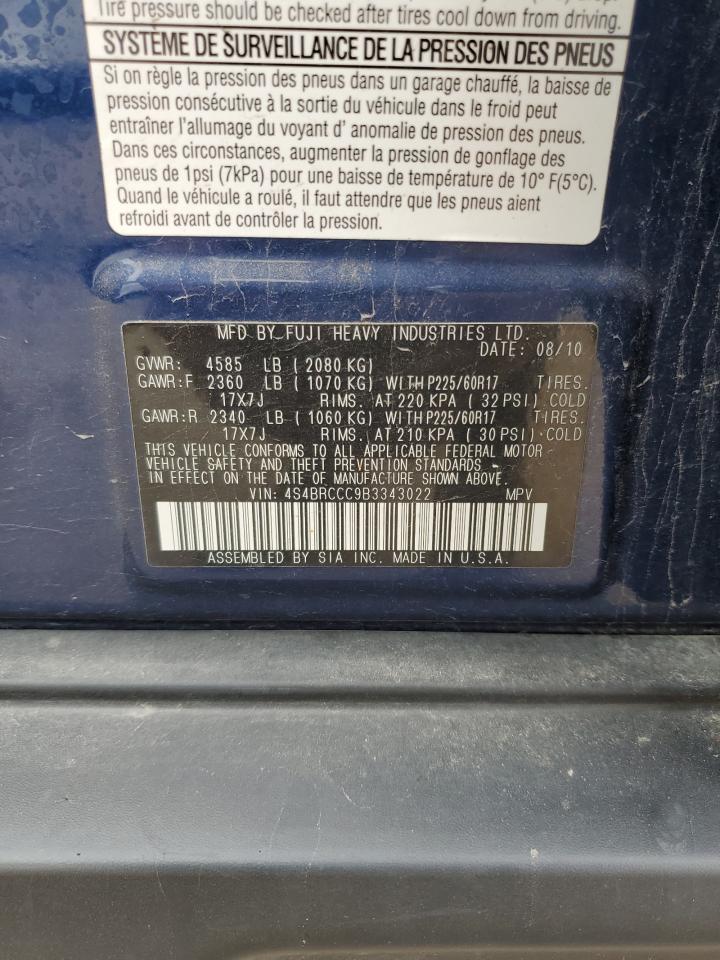 Tire pressure should be checked after tires cool down from driving.
SYSTÈME DE SURVEILLANCE DE LA PRESSION DES PNEUS
Si on règle la pression des pneus dans un garage chauffé, la baisse de
pression consécutive à la sortie du véhicule dans le froid peut
entraîner l'allumage du voyant d' anomalie de pression des pneus.
Dans ces circonstances, augmenter la pression de gonflage des
pneus de 1psi (7kPa) pour une baisse de température de 10° F(5°C).
Quand le véhicule a roulé, il faut attendre que les pneus aient
refroidi avant de contrôler la pression.
MFD BY FUJI HEAVY INDUSTRIES LTD.
DATE: 08/10
GVWR: 4585 LB ( 2080 KG)
GAWR:F 2360 LB ( 1070 KG) WITH P225/60R17 TIRES.
17X7J RIMS. AT 220 KPA ( 32 PSI) COLD
GAWR:R 2340 LB ( 1060 KG) WITH P225/60R17 TIRES.
17X7J RIMS. AT 210 KPA ( 30 PSI) COLD
THIS VEHICLE CONFORMS TO ALL APPLICABLE FEDERAL MOTOR
VEHICLE SAFETY AND THEFT PREVENTION STANDARDS
IN EFFECT ON THE DATE OF MANUFACTURE SHOWN ABOVE.
VIN: 4S4BRCCC9B3343022 MPV
ASSEMBLED BY SIA INC. MADE IN U.S.A.